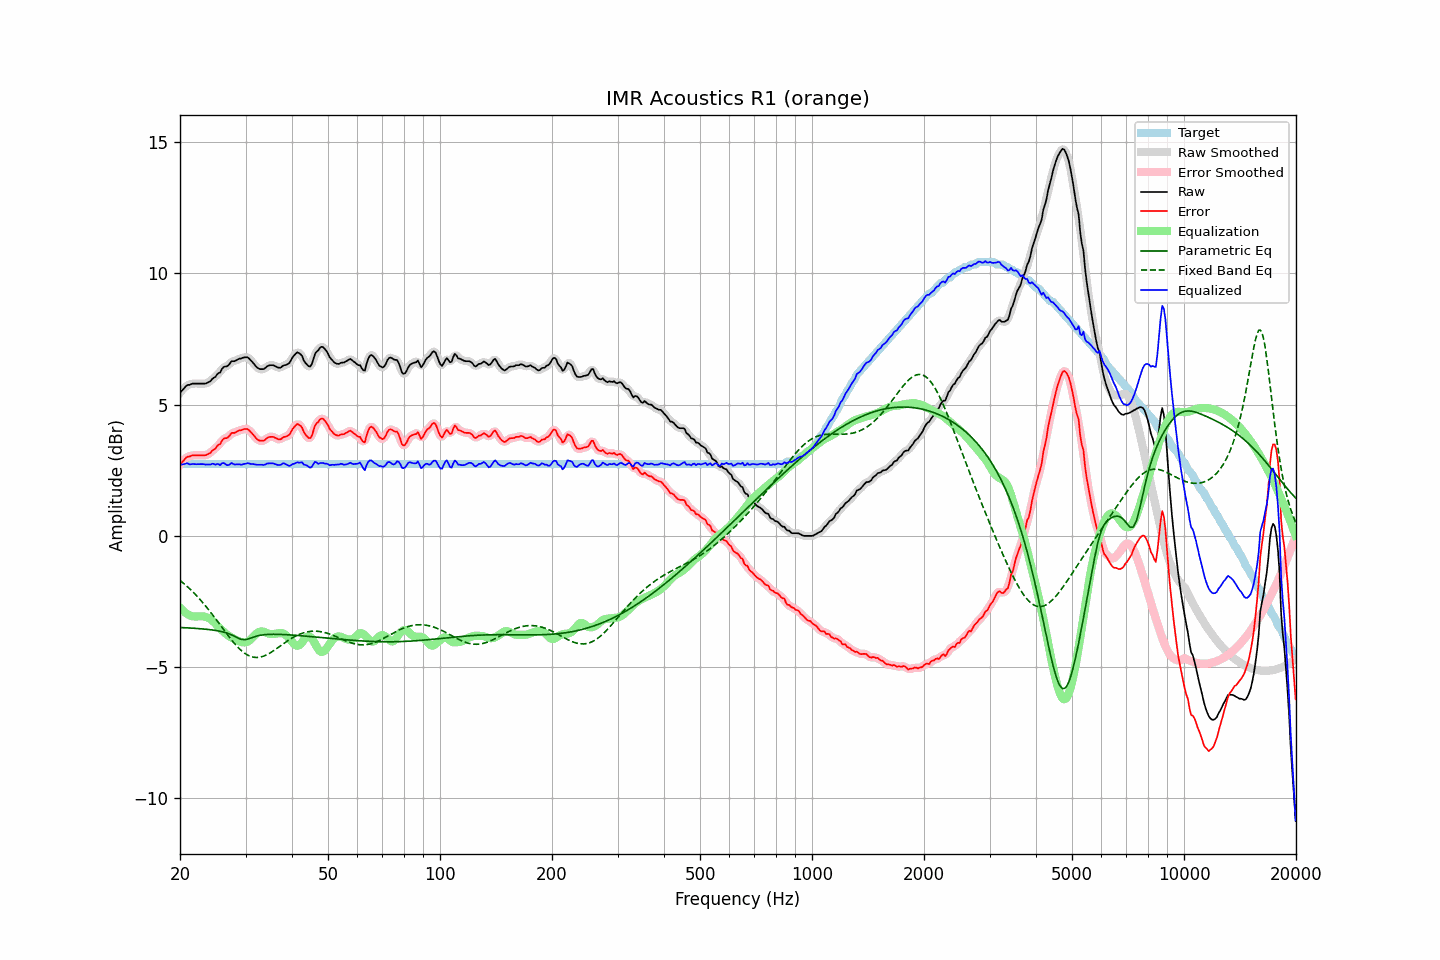 IMR Acoustics R1 (orange)
Target
Raw Smoothed
Error Smoothed
Raw
Error
Equalization
Parametric Eq
Fixed Band Eq
Equalized
15
10
5
0
−5
−10
Amplitude (dBr)
20 50 100 200 500 1000 2000 5000 10000 20000
Frequency (Hz)